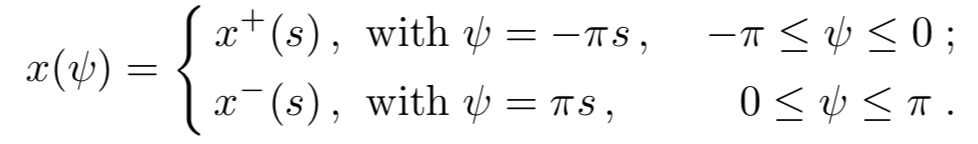 x(ψ) = { x⁺(s) , with ψ = −πs , −π ≤ ψ ≤ 0 ;
x⁻(s) , with ψ = πs , 0 ≤ ψ ≤ π .